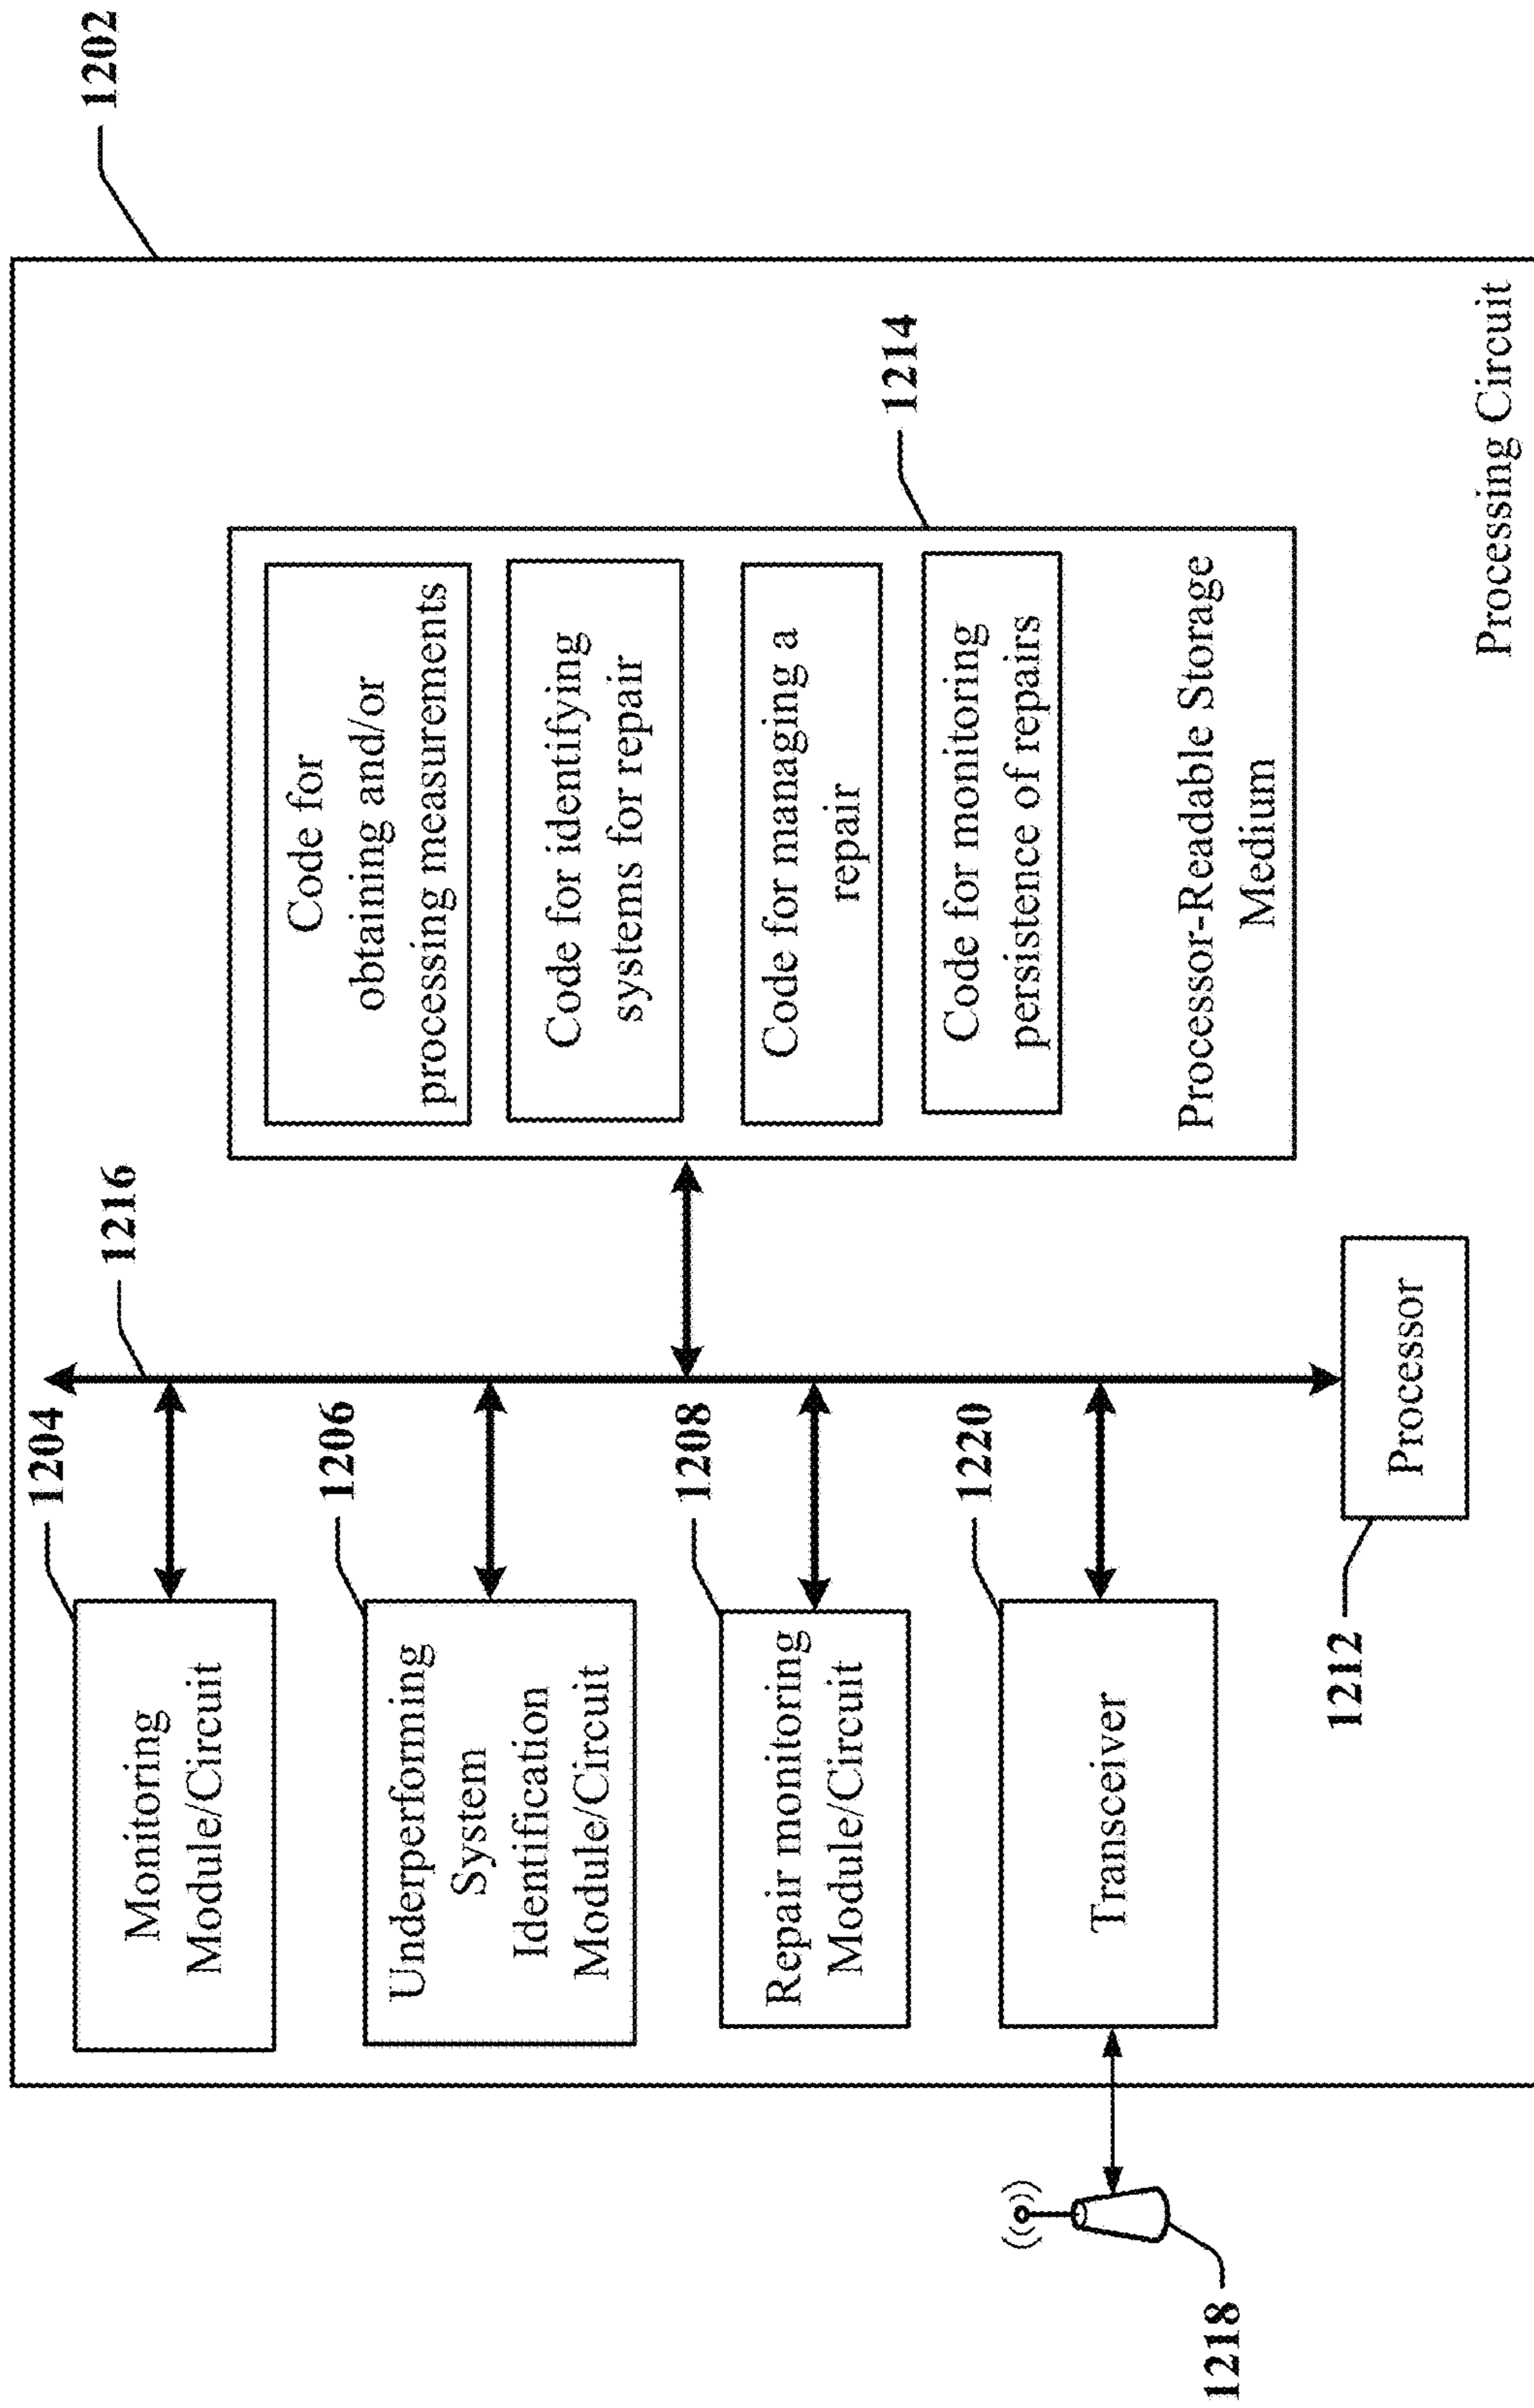 1202
1204
Monitoring
Module/Circuit
1206
Underperforming
System
Identification
Module/Circuit
1208
Repair monitoring
Module/Circuit
1220
Transceiver
1218
1216
1212
Processor
1214
Code for
obtaining and/or
processing measurements
Code for identifying
systems for repair
Code for managing a
repair
Code for monitoring
persistence of repairs
Processor-Readable Storage
Medium
Processing Circuit